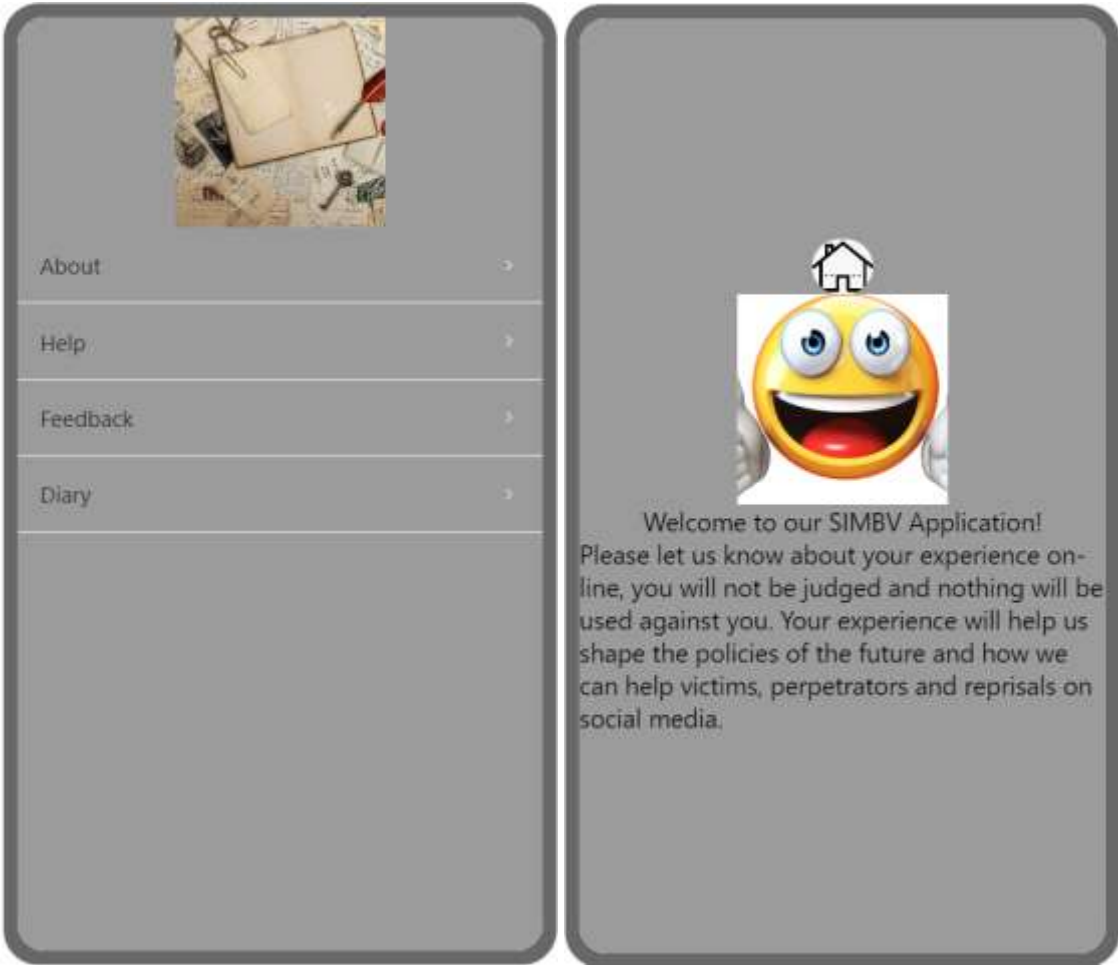 About
Help
Feedback
Diary
Welcome to our SIMBV Application!
Please let us know about your experience on-
line, you will not be judged and nothing will be
used against you. Your experience will help us
shape the policies of the future and how we
can help victims, perpetrators and reprisals on
social media.